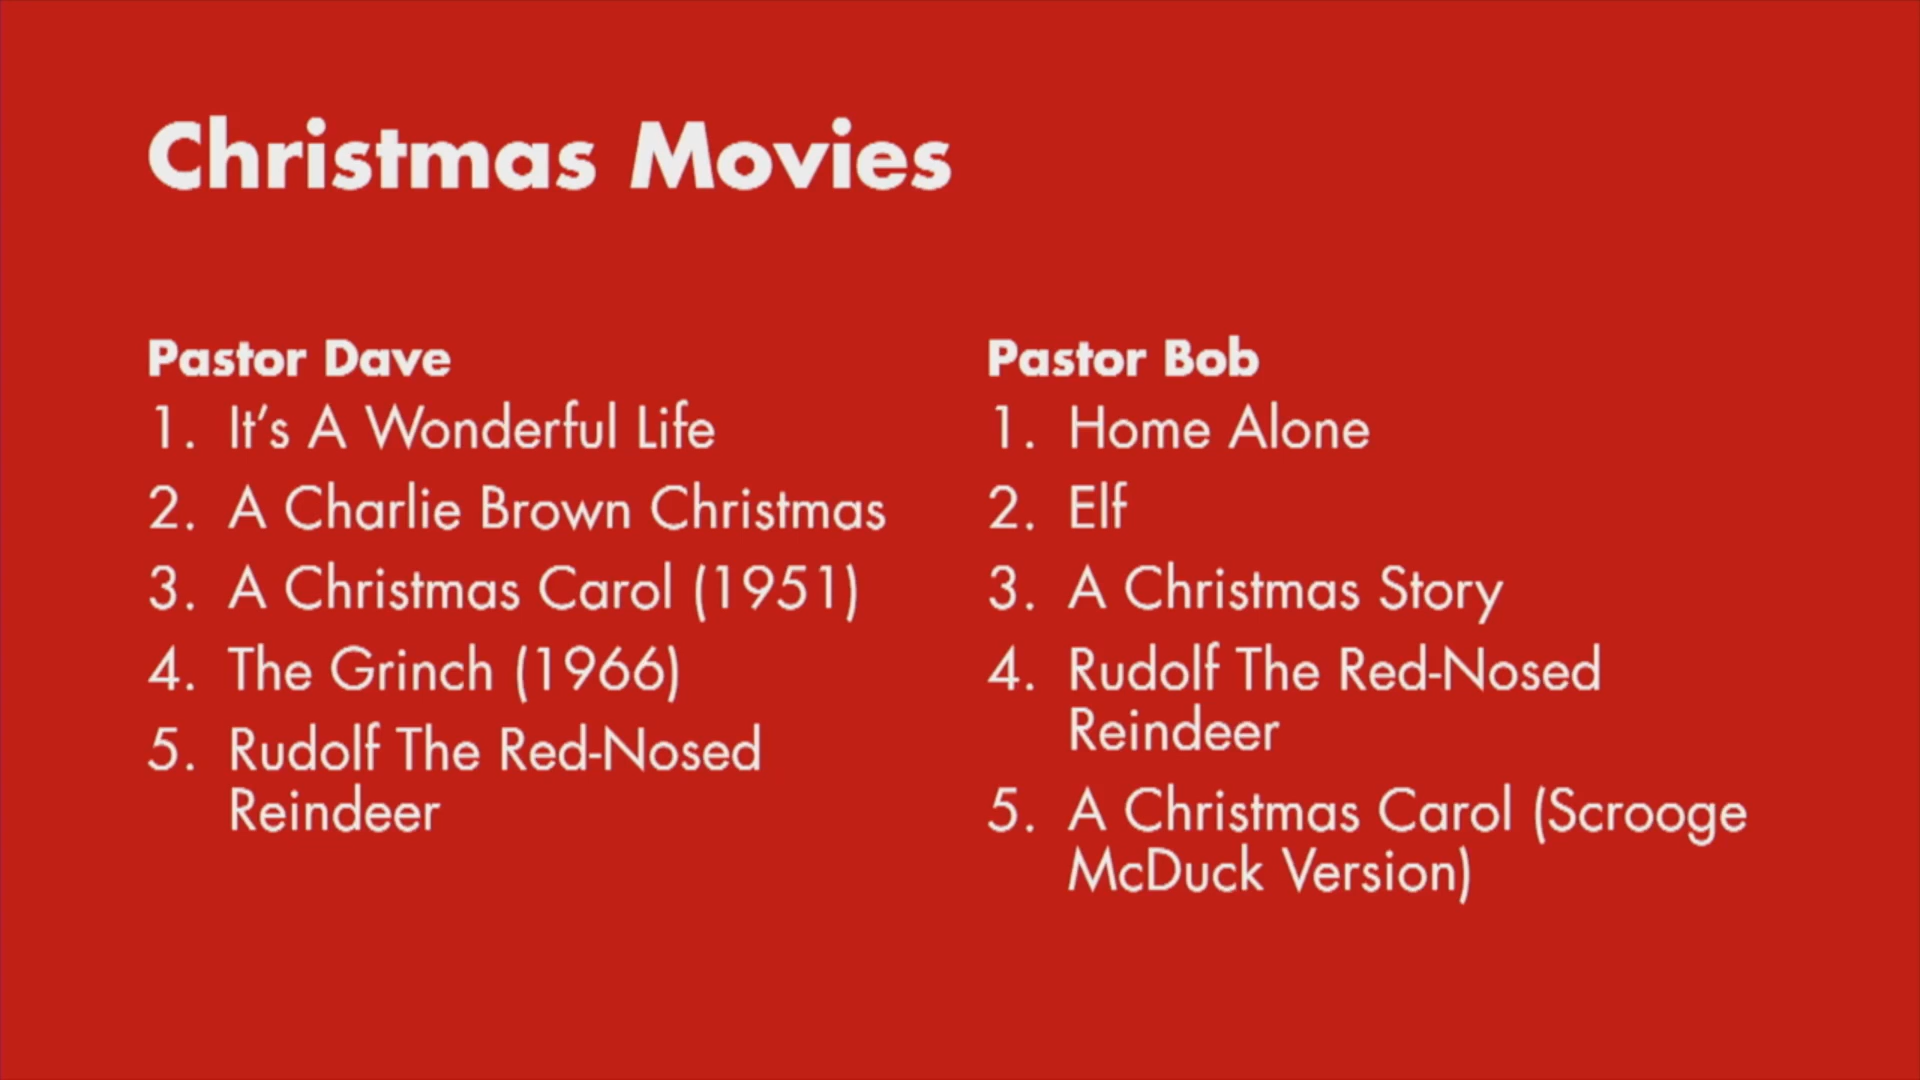 Christmas Movies
Pastor Dave
1. It's A Wonderful Life
2. A Charlie Brown Christmas
3. A Christmas Carol (1951)
4. The Grinch (1966)
5. Rudolf The Red-Nosed
Reindeer
Pastor Bob
1. Home Alone
2. Elf
3. A Christmas Story
4. Rudolf The Red-Nosed
Reindeer
5. A Christmas Carol (Scrooge
McDuck Version)